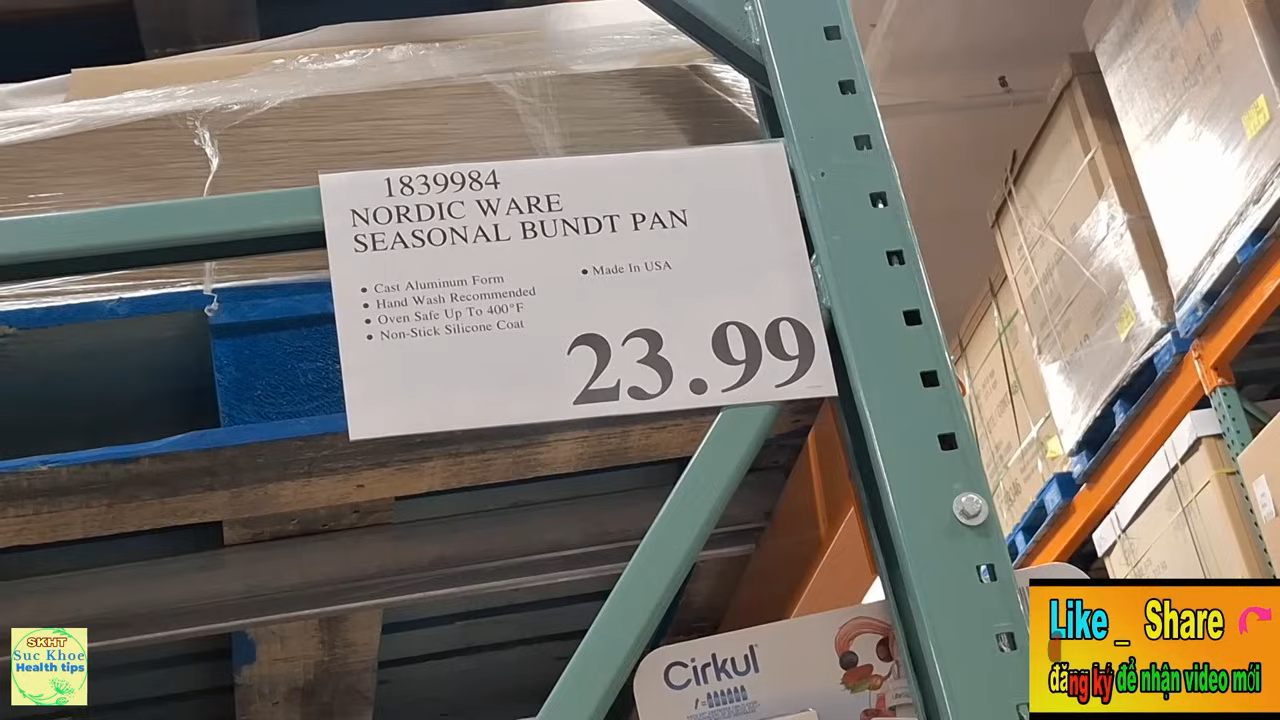 1839984
NORDIC WARE
SEASONAL BUNDT PAN
• Cast Aluminum Form
• Hand Wash Recommended
• Oven Safe Up To 400°F
• Non-Stick Silicone Coat
• Made In USA
23.99
Cirkul
SKHT
Suc Khoe
Health tips
Like _ Share
đăng ký để nhận video mới